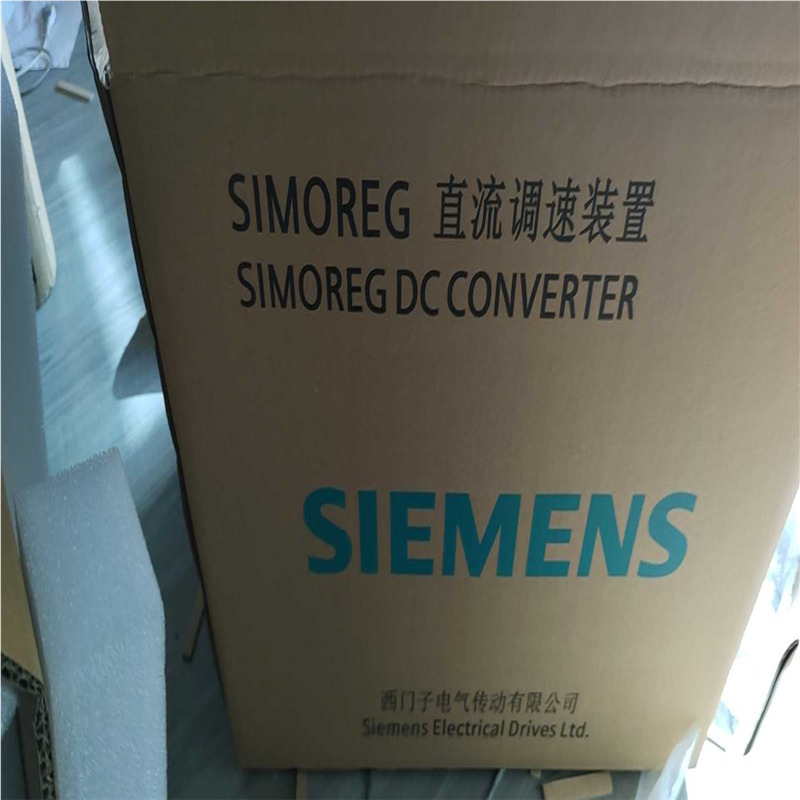 SIMOREG 直流调速装置
SIMOREG DC CONVERTER
SIEMENS
西门子电气传动有限公司
Siemens Electrical Drives Ltd.